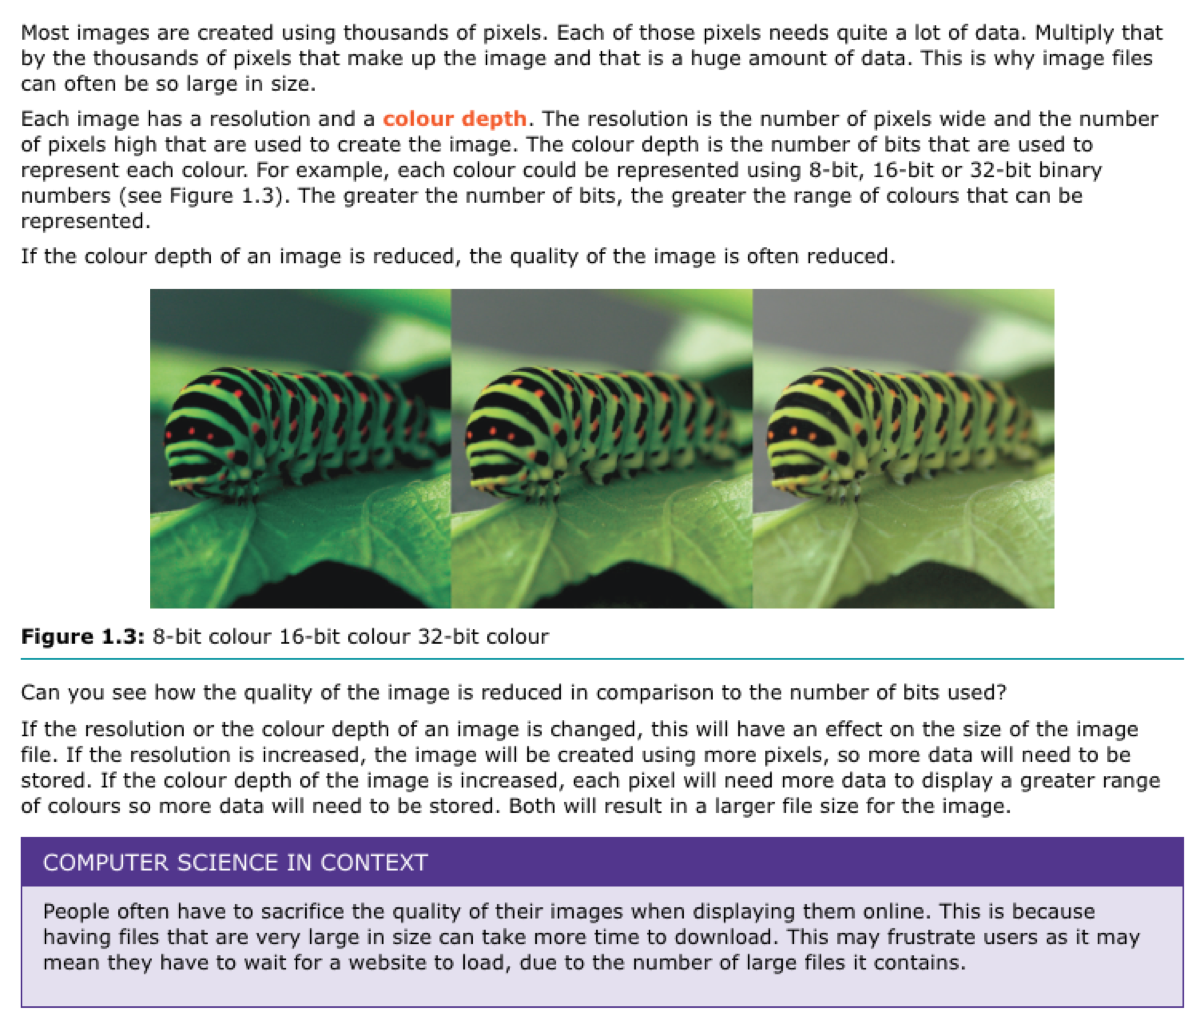 Most images are created using thousands of pixels. Each of those pixels needs quite a lot of data. Multiply that
by the thousands of pixels that make up the image and that is a huge amount of data. This is why image files
can often be so large in size.
Each image has a resolution and a colour depth. The resolution is the number of pixels wide and the number
of pixels high that are used to create the image. The colour depth is the number of bits that are used to
represent each colour. For example, each colour could be represented using 8-bit, 16-bit or 32-bit binary
numbers (see Figure 1.3). The greater the number of bits, the greater the range of colours that can be
represented.
If the colour depth of an image is reduced, the quality of the image is often reduced.
Figure 1.3: 8-bit colour 16-bit colour 32-bit colour
Can you see how the quality of the image is reduced in comparison to the number of bits used?
If the resolution or the colour depth of an image is changed, this will have an effect on the size of the image
file. If the resolution is increased, the image will be created using more pixels, so more data will need to be
stored. If the colour depth of the image is increased, each pixel will need more data to display a greater range
of colours so more data will need to be stored. Both will result in a larger file size for the image.
COMPUTER SCIENCE IN CONTEXT
People often have to sacrifice the quality of their images when displaying them online. This is because
having files that are very large in size can take more time to download. This may frustrate users as it may
mean they have to wait for a website to load, due to the number of large files it contains.